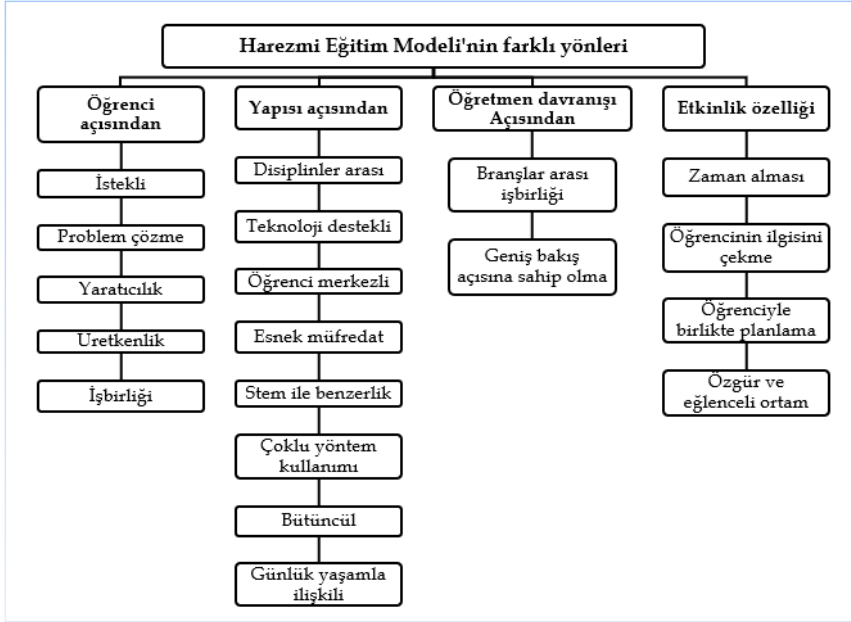 Harezmi Eğitim Modeli'nin farklı yönleri
Öğrenci
açısından
İstekli
Problem çözme
Yaratıcılık
Uretkenlik
İşbirliği
Yapısı açısından
Disiplinler arası
Teknoloji destekli
Öğrenci merkezli
Esnek müfredat
Stem ile benzerlik
Çoklu yöntem
kullanımı
Bütüncül
Günlük yaşamla
ilişkili
Öğretmen davranışı
Açısından
Branşlar arası
işbirliği
Geniş bakış
açısına sahip olma
Etkinlik özelliği
Zaman alması
Öğrencinin ilgisini
çekme
Öğrenciyle
birlikte planlama
Özgür ve
eğlenceli ortam